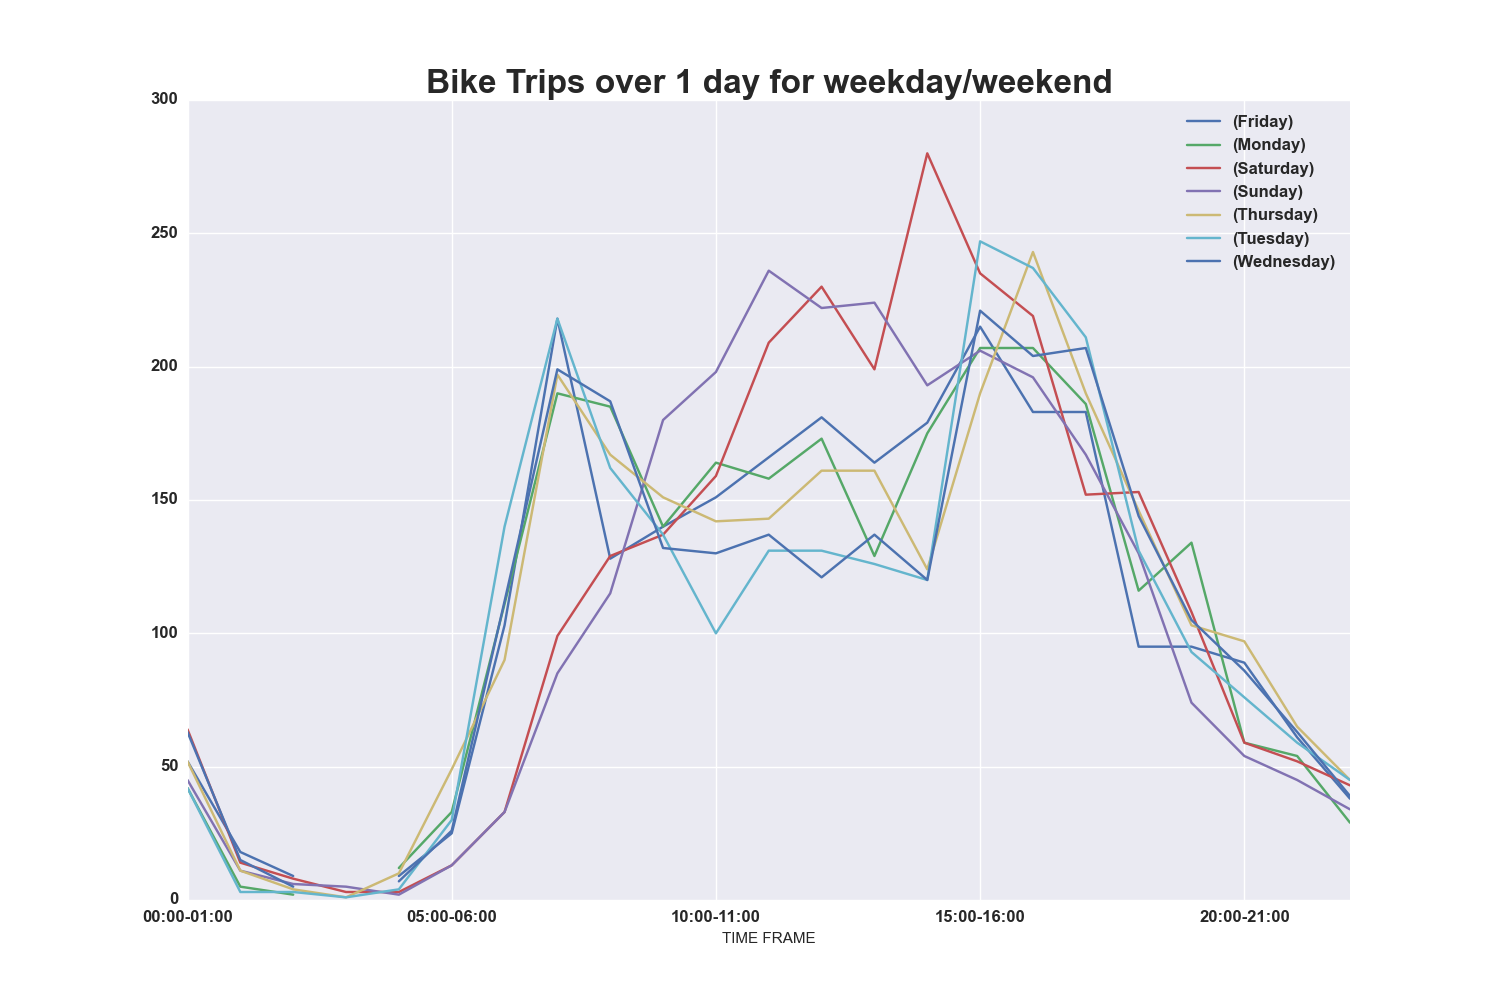 Bike Trips over 1 day for weekday/weekend
300
250
200
150
100
50
0
(Friday)
(Monday)
(Saturday)
(Sunday)
(Thursday)
(Tuesday)
(Wednesday)
00:00-01:00 05:00-06:00 10:00-11:00 15:00-16:00 20:00-21:00
TIME FRAME